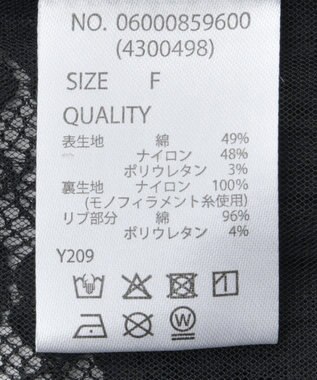 NO. 06000859600
(4300498)
SIZE F
QUALITY
表生地 綿 49%
ナイロン 48%
ポリウレタン 3%
裏生地 ナイロン 100%
(モノフィラメント糸使用)
リブ部分 綿 96%
ポリウレタン 4%
Y209
W